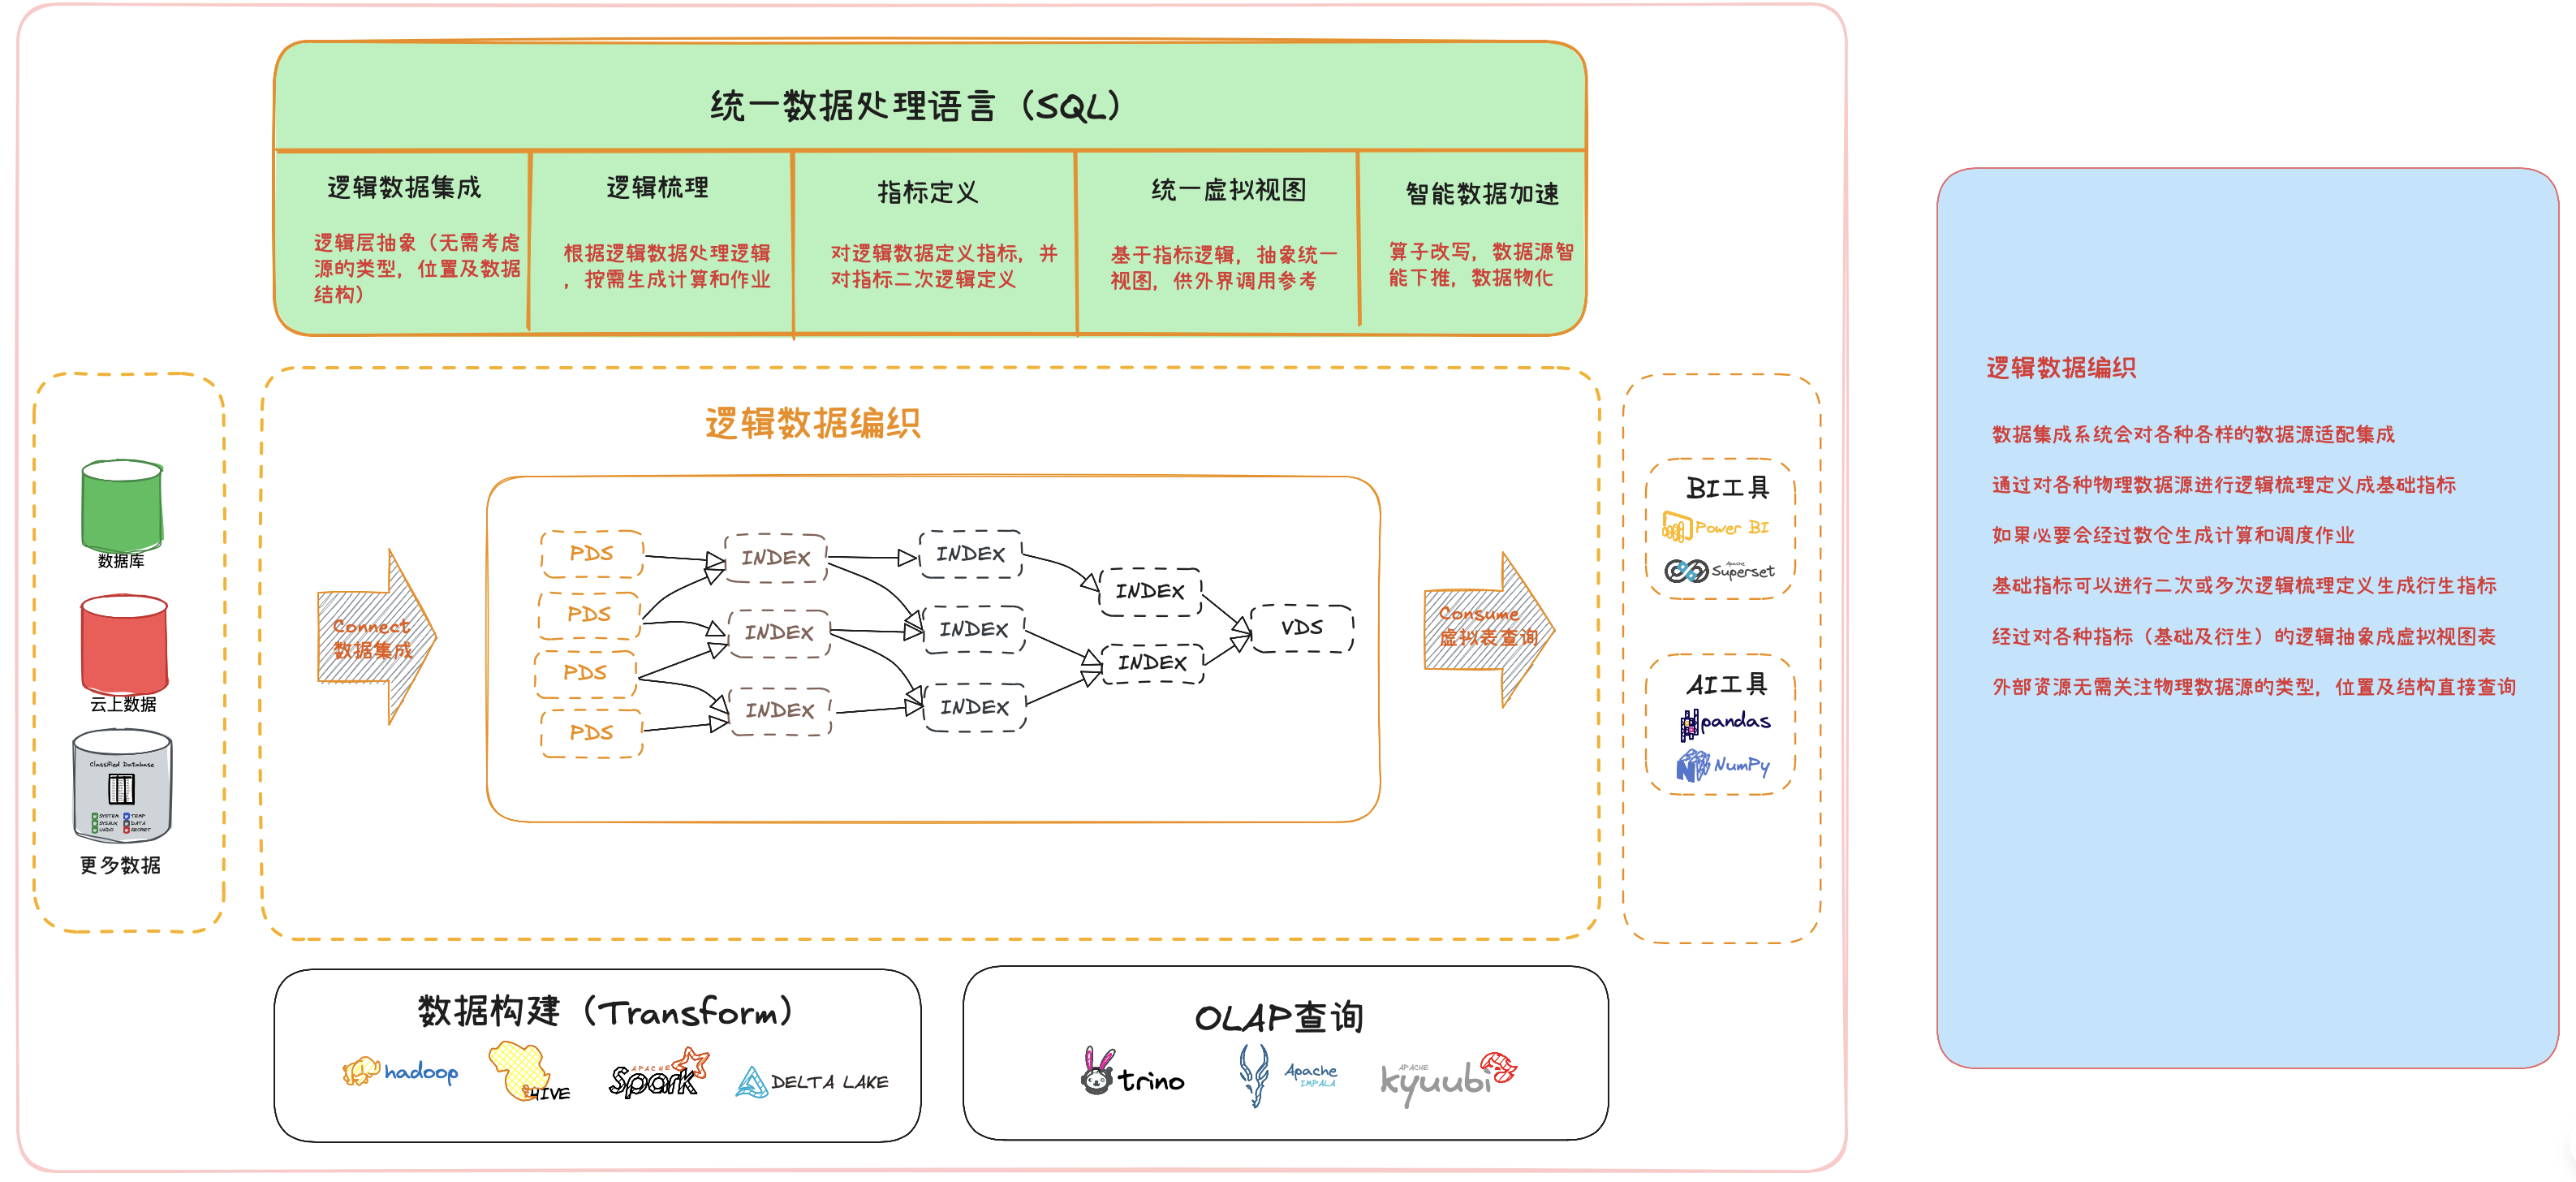 统一数据处理语言（SQL）
逻辑数据集成
逻辑层抽象（无需考虑
源的类型，位置及数据
结构）
逻辑梳理
根据逻辑数据处理逻辑
，按需生成计算和作业
指标定义
对逻辑数据定义指标，并
对指标二次逻辑定义
统一虚拟视图
基于指标逻辑，抽象统一
视图，供外界调用参考
智能数据加速
算子改写，数据源智
能下推，数据物化
数据库
云上数据
Classified Database
SYSTEM
TEMP
SYSAUX
DATA
UNDO
SECRET
更多数据
逻辑数据编织
Connect
数据集成
PDS
PDS
PDS
PDS
INDEX
INDEX
INDEX
INDEX
INDEX
INDEX
INDEX
INDEX
VDS
Consume
虚拟表查询
BI工具
Power BI
Apache
Superset
AI工具
pandas
NumPy
数据构建（Transform）
hadoop
HIVE
APACHE
Spark
DELTA LAKE
OLAP查询
trino
Apache
IMPALA
APACHE
kyuubi
逻辑数据编织
数据集成系统会对各种各样的数据源适配集成
通过对各种物理数据源进行逻辑梳理定义成基础指标
如果必要会经过数仓生成计算和调度作业
基础指标可以进行二次或多次逻辑梳理定义生成衍生指标
经过对各种指标（基础及衍生）的逻辑抽象成虚拟视图表
外部资源无需关注物理数据源的类型，位置及结构直接查询